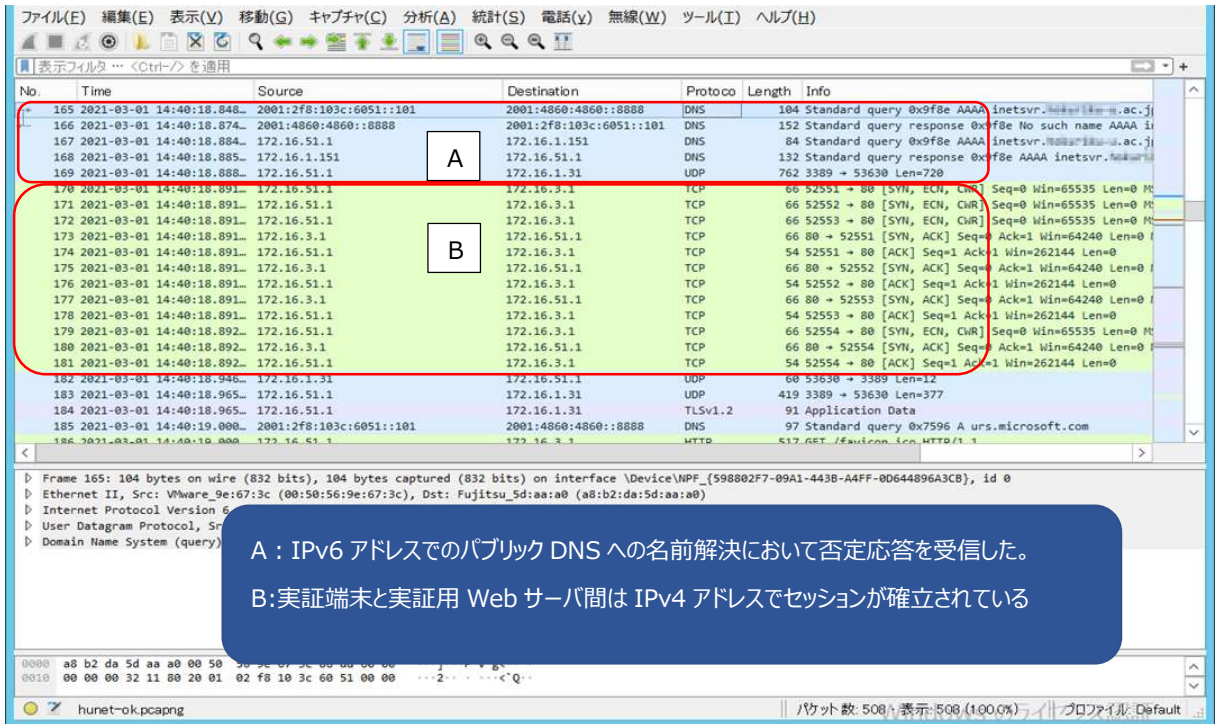 ファイル(F) 編集(E) 表示(V) 移動(G) キャプチャ(C) 分析(A) 統計(S) 電話(y) 無線(W) ツール(T) ヘルプ(H)
表示フィルタ … <Ctrl-/> を適用
No. Time Source Destination Protoco Length Info
165 2021-03-01 14:40:18.848… 2001:2f8:103c:6051::101 2001:4860:4860::8888 DNS 104 Standard query 0x9f8e AAAA inetsvr. .ac.j
166 2021-03-01 14:40:18.874… 2001:4860:4860::8888 2001:2f8:103c:6051::101 DNS 152 Standard query response 0x9f8e No such name AAAA i
167 2021-03-01 14:40:18.884… 172.16.51.1 172.16.1.151 DNS 84 Standard query 0x9f8e AAAA inetsvr. .ac.j
168 2021-03-01 14:40:18.885… 172.16.1.151 172.16.51.1 DNS 132 Standard query response 0x9f8e AAAA inetsvr.
169 2021-03-01 14:40:18.888… 172.16.51.1 172.16.1.31 UDP 762 3389 → 53630 Len=720
A
170 2021-03-01 14:40:18.891… 172.16.51.1 172.16.3.1 TCP 66 52551 → 80 [SYN, ECN, CWR] Seq=0 Win=65535 Len=0 M
171 2021-03-01 14:40:18.891… 172.16.51.1 172.16.3.1 TCP 66 52552 → 80 [SYN, ECN, CWR] Seq=0 Win=65535 Len=0 M
172 2021-03-01 14:40:18.891… 172.16.51.1 172.16.3.1 TCP 66 52553 → 80 [SYN, ECN, CWR] Seq=0 Win=65535 Len=0 M
173 2021-03-01 14:40:18.891… 172.16.3.1 172.16.51.1 TCP 66 80 → 52551 [SYN, ACK] Seq=0 Ack=1 Win=64240 Len=0
174 2021-03-01 14:40:18.891… 172.16.51.1 172.16.3.1 TCP 54 52551 → 80 [ACK] Seq=1 Ack=1 Win=262144 Len=0
175 2021-03-01 14:40:18.891… 172.16.3.1 172.16.51.1 TCP 66 80 → 52552 [SYN, ACK] Seq=0 Ack=1 Win=64240 Len=0
176 2021-03-01 14:40:18.891… 172.16.51.1 172.16.3.1 TCP 54 52552 → 80 [ACK] Seq=1 Ack=1 Win=262144 Len=0
177 2021-03-01 14:40:18.891… 172.16.3.1 172.16.51.1 TCP 66 80 → 52553 [SYN, ACK] Seq=0 Ack=1 Win=64240 Len=0
178 2021-03-01 14:40:18.891… 172.16.51.1 172.16.3.1 TCP 54 52553 → 80 [ACK] Seq=1 Ack=1 Win=262144 Len=0
179 2021-03-01 14:40:18.892… 172.16.51.1 172.16.3.1 TCP 66 52554 → 80 [SYN, ECN, CWR] Seq=0 Win=65535 Len=0 M
180 2021-03-01 14:40:18.892… 172.16.3.1 172.16.51.1 TCP 66 80 → 52554 [SYN, ACK] Seq=0 Ack=1 Win=64240 Len=0
181 2021-03-01 14:40:18.892… 172.16.51.1 172.16.3.1 TCP 54 52554 → 80 [ACK] Seq=1 Ack=1 Win=262144 Len=0
B
182 2021-03-01 14:40:18.946… 172.16.1.31 172.16.51.1 UDP 60 53630 → 3389 Len=12
183 2021-03-01 14:40:18.965… 172.16.51.1 172.16.1.31 UDP 419 3389 → 53630 Len=377
184 2021-03-01 14:40:18.965… 172.16.51.1 172.16.1.31 TLSv1.2 91 Application Data
185 2021-03-01 14:40:19.000… 2001:2f8:103c:6051::101 2001:4860:4860::8888 DNS 97 Standard query 0x7596 A urs.microsoft.com
186 2021-03-01 14:40:19.000… 172.16.51.1 172.16.3.1 HTTP 517 GET /favicon.ico HTTP/1.1
Frame 165: 104 bytes on wire (832 bits), 104 bytes captured (832 bits) on interface \Device\NPF_{598802F7-09A1-443B-A4FF-0D644896A3CB}, id 0
Ethernet II, Src: VMware_9e:67:3c (00:50:56:9e:67:3c), Dst: Fujitsu_5d:aa:a0 (a8:b2:da:5d:aa:a0)
Internet Protocol Version 6
User Datagram Protocol, Sr
Domain Name System (query)
A：IPv6 アドレスでのパブリック DNS への名前解決において否定応答を受信した。
B:実証端末と実証用 Web サーバ間は IPv4 アドレスでセッションが確立されている
0000 a8 b2 da 5d aa a0 00 50
0010 00 00 00 32 11 80 20 01 02 f8 10 3c 60 51 00 00 ···2·· · ···<`Q··
hunet-ok.pcapng
パケット数: 508 · 表示: 508 (100.0%) プロファイル: Default